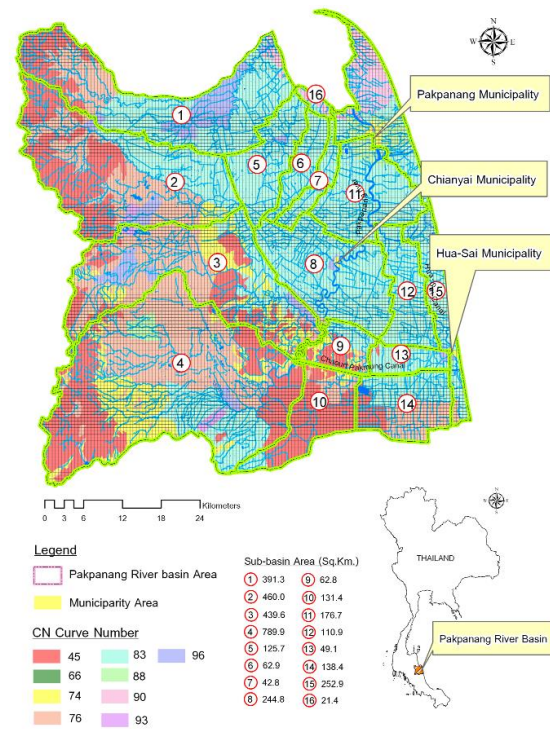 N
W E
S
16
Pakpanang Municipality
1
5
6
2
7
11
Chianyai Municipality
3
8
Hua-Sai Municipality
12
15
9
13
4
10
14
Kilometers
0 3 6 12 18 24
Legend
Pakpanang River basin Area
Municiparity Area
CN Curve Number
45 83 96
66 88
74 90
76 93
Sub-basin Area (Sq.Km.)
1 391.3 9 62.8
2 460.0 10 131.4
3 439.6 11 176.7
4 789.9 12 110.9
5 125.7 13 49.1
6 62.9 14 138.4
7 42.8 15 252.9
8 244.8 16 21.4
THAILAND
Pakpanang River Basin